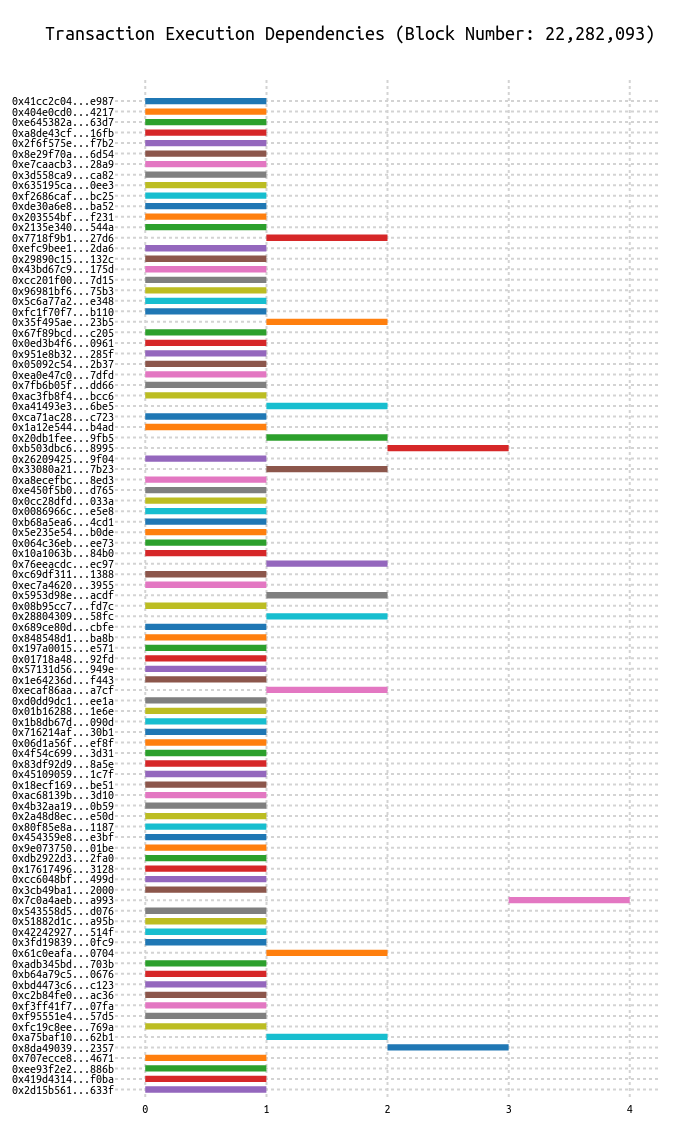 Transaction Execution Dependencies (Block Number: 22,282,093)
0x41cc2c04...e987
0x404e0cd0...4217
0xe645382a...63d7
0xa8de43cf...16fb
0x2f6f575e...f7b2
0x8e29f70a...6d54
0xe7caacb3...28a9
0x3d558ca9...ca82
0x635195ca...0ee3
0xf2686caf...bc25
0xde30a6e8...ba52
0x203554bf...f231
0x2135e340...544a
0x7718f9b1...27d6
0xefc9bee1...2da6
0x29890c15...132c
0x43bd67c9...175d
0xcc201f00...7d15
0x96981bf6...75b3
0x5c6a77a2...e348
0xfc1f70f7...b110
0x35f495ae...23b5
0x67f89bcd...c205
0x0ed3b4f6...0961
0x951e8b32...285f
0x05092c54...2b37
0xea0e47c0...7dfd
0x7fb6b05f...dd66
0xac3fb8f4...bcc6
0xa41493e3...6be5
0xca71ac28...c723
0x1a12e544...b4ad
0x20db1fee...9fb5
0xb503dbc6...8995
0x26209425...9f04
0x33080a21...7b23
0xa8ecefbc...8ed3
0xe450f5b0...d765
0x0cc28dfd...033a
0x0086966c...e5e8
0xb68a5ea6...4cd1
0x5e235e54...b0de
0x064c36eb...ee73
0x10a1063b...84b0
0x76eeacdc...ec97
0xc69df311...1388
0xec7a4620...3955
0x5953d98e...acdf
0x08b95cc7...fd7c
0x28804309...58fc
0x689ce80d...cbfe
0x848548d1...ba8b
0x197a0015...e571
0x01718a48...92fd
0x57131d56...949e
0x1e64236d...f443
0xecaf86aa...a7cf
0xd0dd9dc1...ee1a
0x01b16288...1e6e
0x1b8db67d...090d
0x716214af...30b1
0x06d1a56f...ef8f
0x4f54c699...3d31
0x83df92d9...8a5e
0x45109059...1c7f
0x18ecf169...be51
0xac68139b...3d10
0x4b32aa19...0b59
0x2a48d8ec...e50d
0x80f85e8a...1187
0x454359e8...e3bf
0x9e073750...01be
0xdb2922d3...2fa0
0x17617496...3128
0xcc6048bf...499d
0x3cb49ba1...2000
0x7c0a4aeb...a993
0x543558d5...d076
0x51882d1c...a95b
0x42242927...514f
0x3fd19839...0fc9
0x61c0eafa...0704
0xadb345bd...703b
0xb64a79c5...0676
0xbd4473c6...c123
0xc2b84fe0...ac36
0xf3ff41f7...07fa
0xf95551e4...57d5
0xfc19c8ee...769a
0xa75baf10...62b1
0x8da49039...2357
0x707ecce8...4671
0xee93f2e2...886b
0x419d4314...f0ba
0x2d15b561...633f
0 1 2 3 4